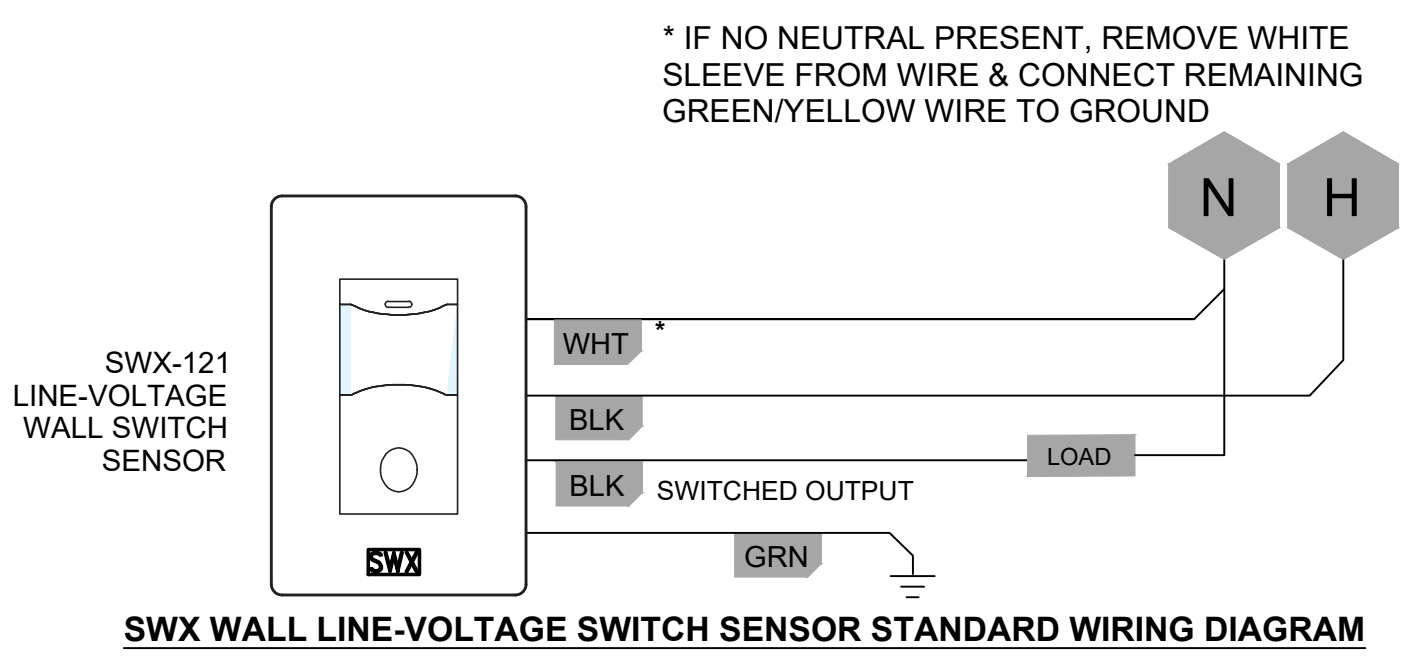 * IF NO NEUTRAL PRESENT, REMOVE WHITE
SLEEVE FROM WIRE & CONNECT REMAINING
GREEN/YELLOW WIRE TO GROUND
N
H
WHT
*
SWX-121
LINE-VOLTAGE
WALL SWITCH
SENSOR
BLK
LOAD
BLK
SWITCHED OUTPUT
GRN
SWX
SWX WALL LINE-VOLTAGE SWITCH SENSOR STANDARD WIRING DIAGRAM